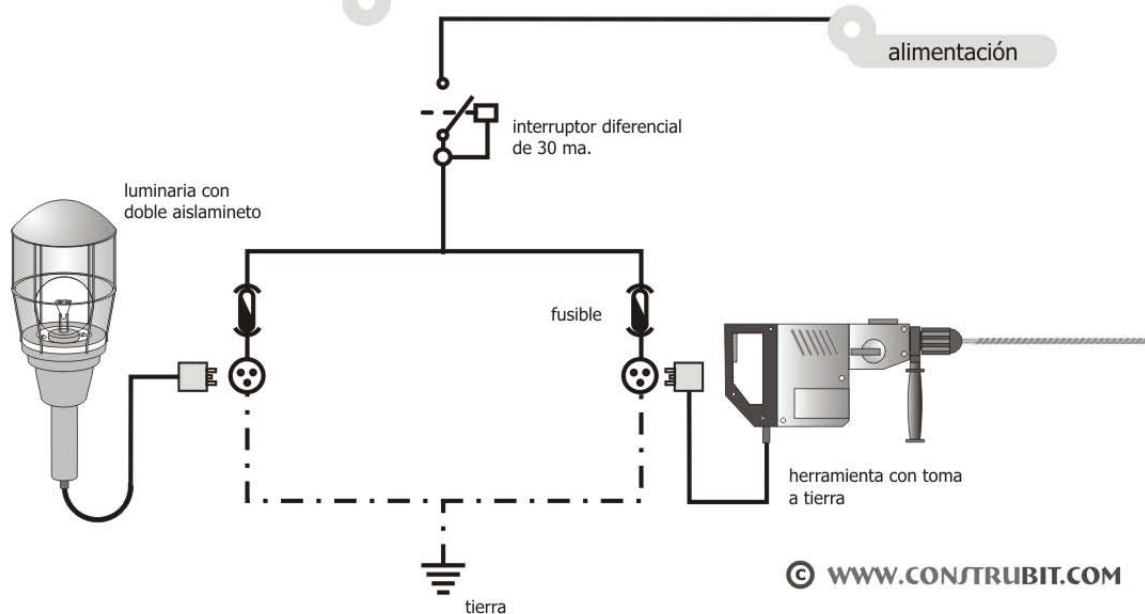 alimentación
interruptor diferencial
de 30 ma.
luminaria con
doble aislamineto
fusible
herramienta con toma
a tierra
tierra
© WWW.CONSTRUBIT.COM